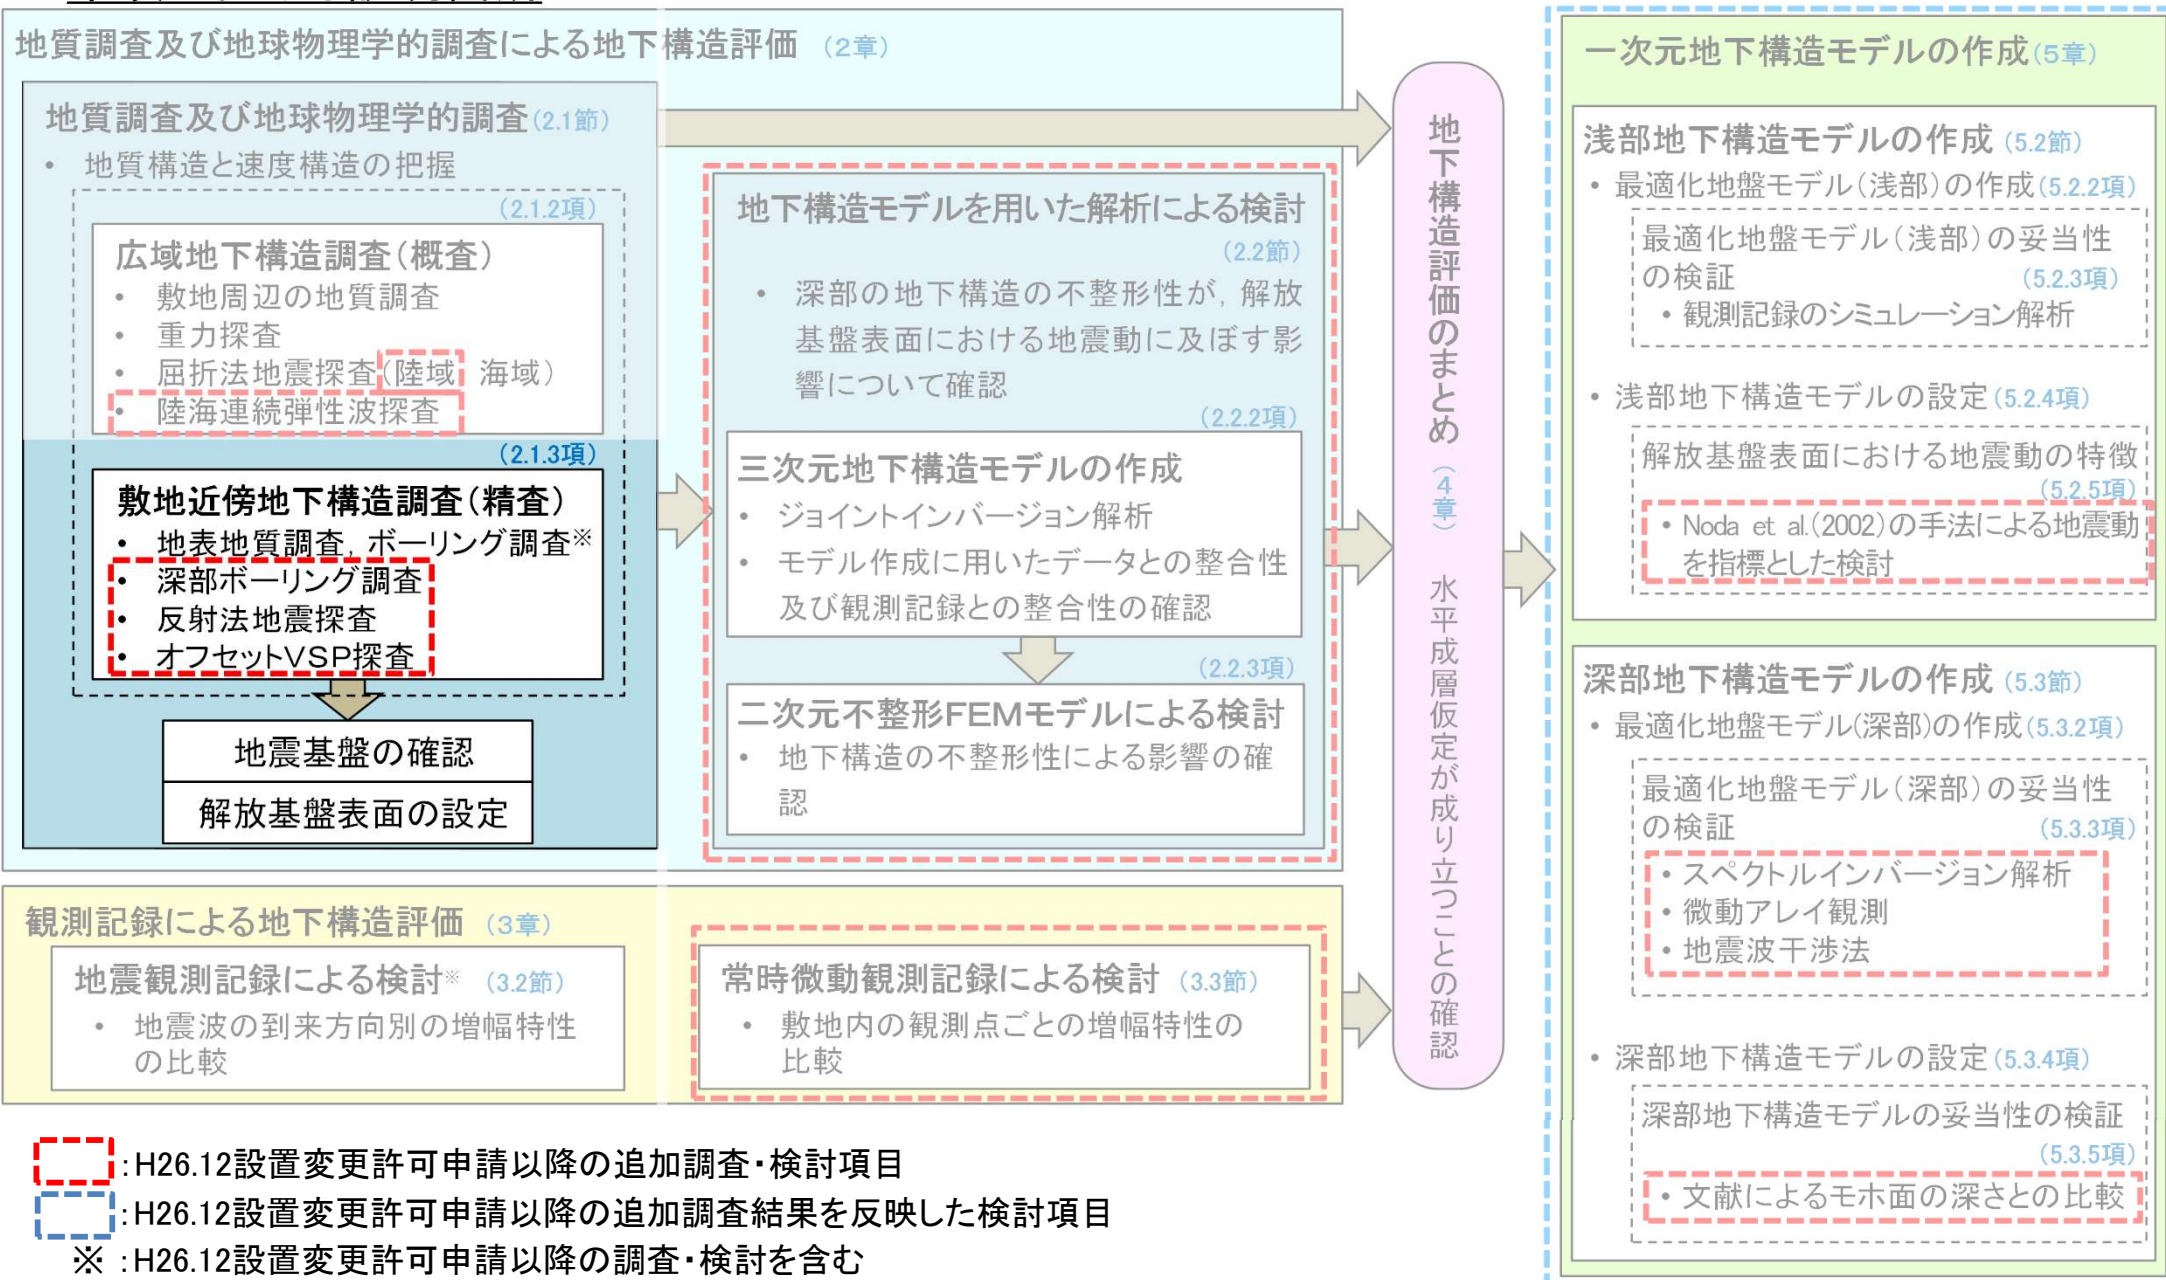 地質調査及び地球物理学的調査による地下構造評価 (2章)
地質調査及び地球物理学的調査(2.1節)
• 地質構造と速度構造の把握
(2.1.2項)
広域地下構造調査(概査)
• 敷地周辺の地質調査
• 重力探査
• 屈折法地震探査(陸域 海域)
• 陸海連続弾性波探査
(2.1.3項)
敷地近傍地下構造調査(精査)
• 地表地質調査, ボーリング調査※
• 深部ボーリング調査
• 反射法地震探査
• オフセットVSP探査
地震基盤の確認
解放基盤表面の設定
地下構造モデルを用いた解析による検討
(2.2節)
• 深部の地下構造の不整形性が, 解放
基盤表面における地震動に及ぼす影
響について確認
(2.2.2項)
三次元地下構造モデルの作成
• ジョイントインバージョン解析
• モデル作成に用いたデータとの整合性
及び観測記録との整合性の確認
(2.2.3項)
二次元不整形FEMモデルによる検討
• 地下構造の不整形性による影響の確
認
観測記録による地下構造評価 (3章)
地震観測記録による検討※ (3.2節)
• 地震波の到来方向別の増幅特性
の比較
常時微動観測記録による検討 (3.3節)
• 敷地内の観測点ごとの増幅特性の
比較
地下構造評価のまとめ(4章) 水平成層仮定が成り立つことの確認
一次元地下構造モデルの作成(5章)
浅部地下構造モデルの作成 (5.2節)
• 最適化地盤モデル(浅部)の作成(5.2.2項)
最適化地盤モデル(浅部)の妥当性
の検証 (5.2.3項)
• 観測記録のシミュレーション解析
• 浅部地下構造モデルの設定(5.2.4項)
解放基盤表面における地震動の特徴
(5.2.5項)
• Noda et al.(2002)の手法による地震動
を指標とした検討
深部地下構造モデルの作成 (5.3節)
• 最適化地盤モデル(深部)の作成(5.3.2項)
最適化地盤モデル(深部)の妥当性
の検証 (5.3.3項)
• スペクトルインバージョン解析
• 微動アレイ観測
• 地震波干渉法
• 深部地下構造モデルの設定(5.3.4項)
深部地下構造モデルの妥当性の検証
(5.3.5項)
• 文献によるモホ面の深さとの比較
:H26.12設置変更許可申請以降の追加調査・検討項目
:H26.12設置変更許可申請以降の追加調査結果を反映した検討項目
※ :H26.12設置変更許可申請以降の調査・検討を含む